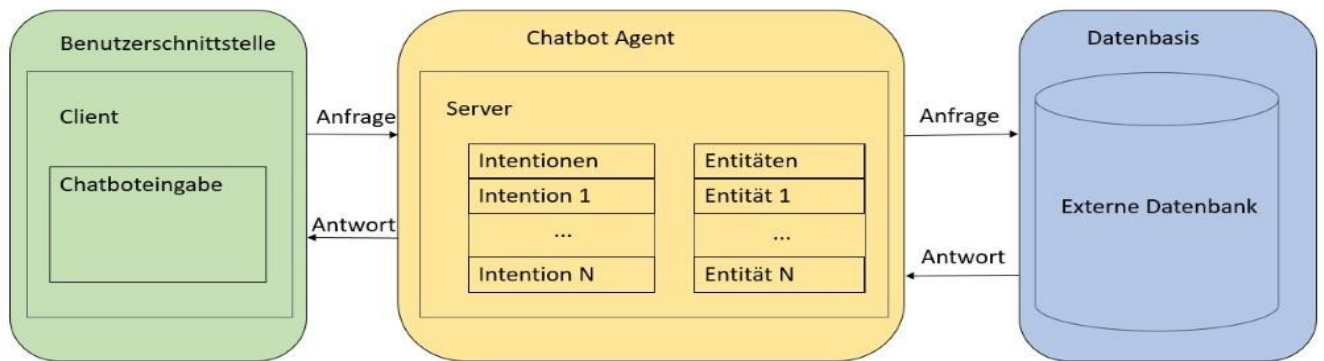 Benutzerschnittstelle
Client
Chatboteingabe
Anfrage
Antwort
Chatbot Agent
Server
Intentionen
Intention 1
...
Intention N
Entitäten
Entität 1
...
Entität N
Anfrage
Antwort
Datenbasis
Externe Datenbank